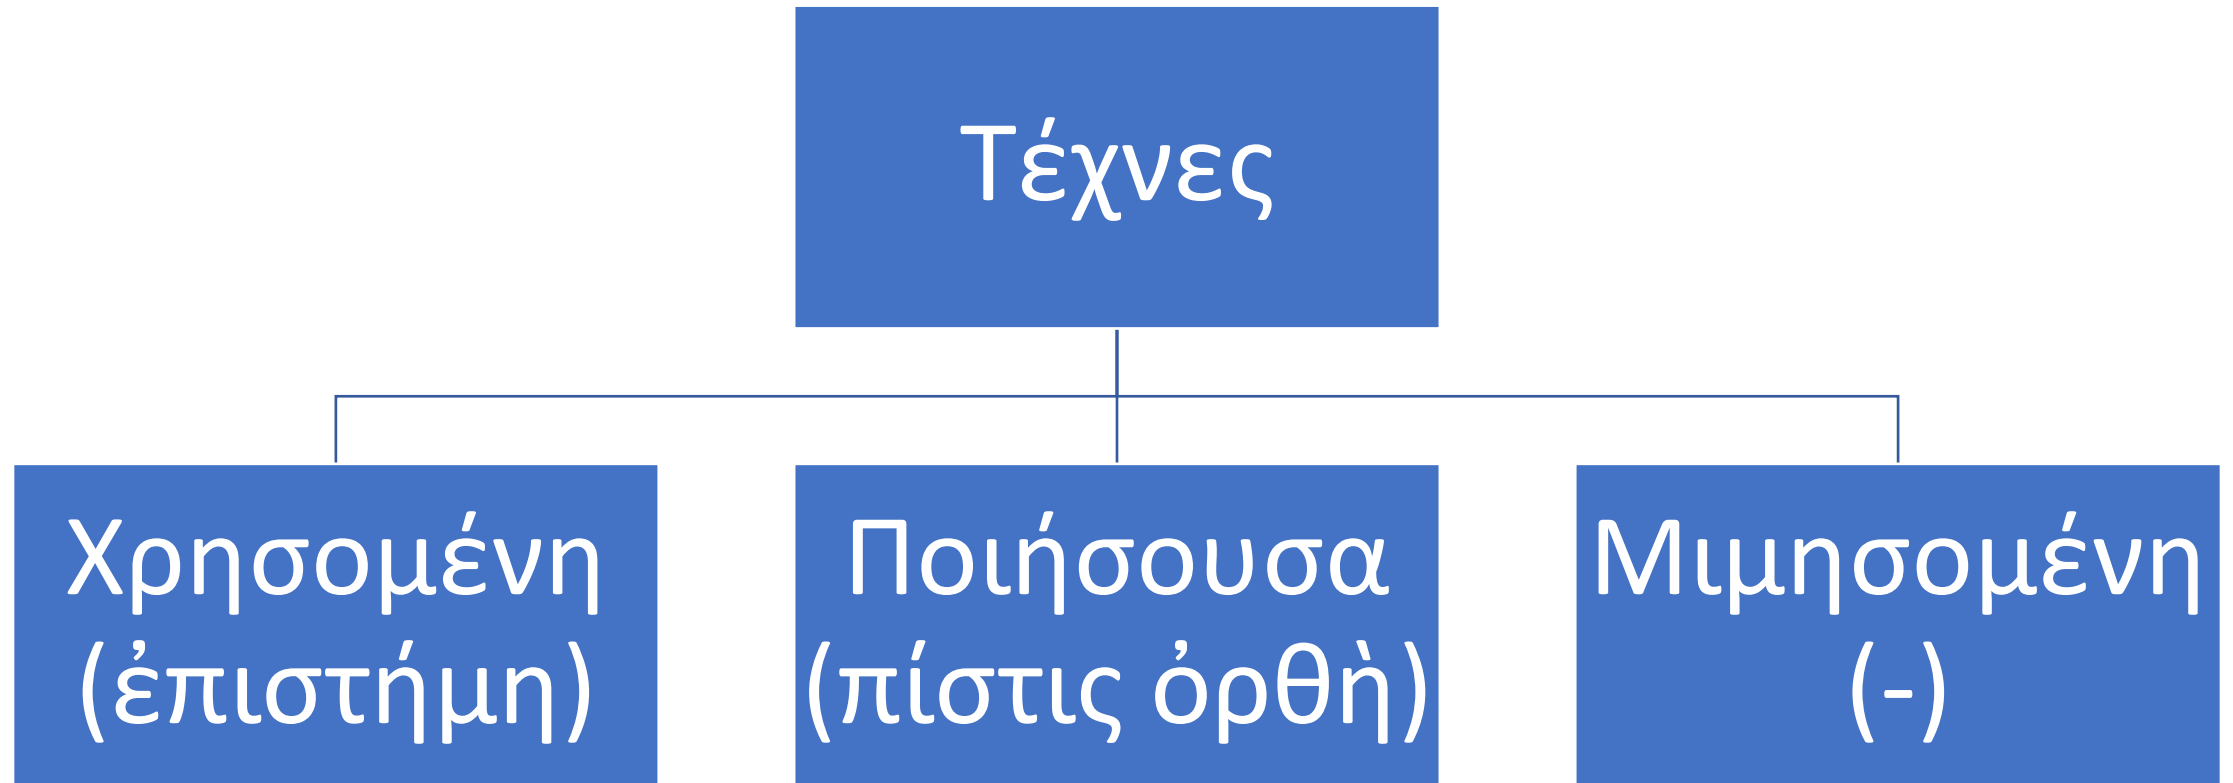 Τέχνες
Χρησομένη
(ἐπιστήμη)
Ποιήσουσα
(πίστις ὀρθὴ)
Μιμησομένη
(-)